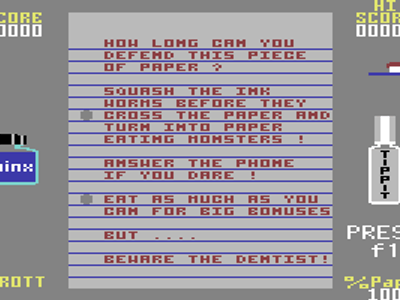 CORE
0000
HI
SCOR
0000
HOW LONG CAN YOU
DEFEND THIS PIECE
OF PAPER ?
SQUASH THE INK
WORMS BEFORE THEY
CROSS THE PAPER AND
TURN INTO PAPER
EATING MONSTERS !
ANSWER THE PHONE
IF YOU DARE !
EAT AS MUCH AS YOU
CAN FOR BIG BONUSES
BUT ....
BEWARE THE DENTIST!
inx
TIPPIT
PRES
f1
ROTT
%Pap
100